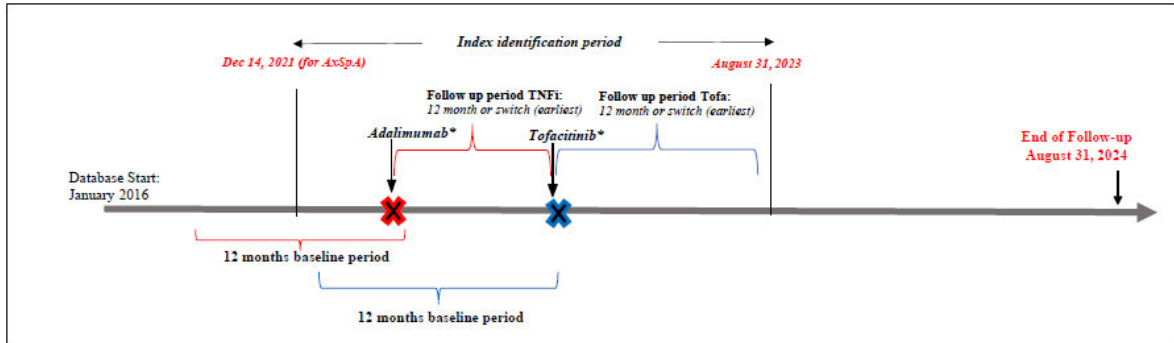 Index identification period
Dec 14, 2021 (for AxSpA)
August 31, 2023
Follow up period TNFi:
12 month or switch (earliest)
Follow up period Tofa:
12 month or switch (earliest)
Adalimumab*
Tofacitinib*
End of Follow-up
August 31, 2024
Database Start:
January 2016
12 months baseline period
12 months baseline period